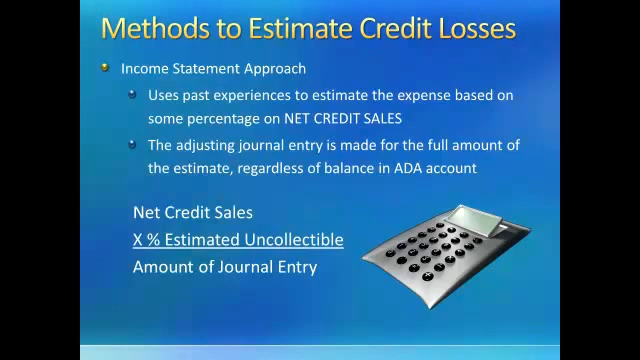 Methods to Estimate Credit Losses
Income Statement Approach
Uses past experiences to estimate the expense based on
some percentage on NET CREDIT SALES
The adjusting journal entry is made for the full amount of
the estimate, regardless of balance in ADA account
Net Credit Sales
X % Estimated Uncollectible
Amount of Journal Entry